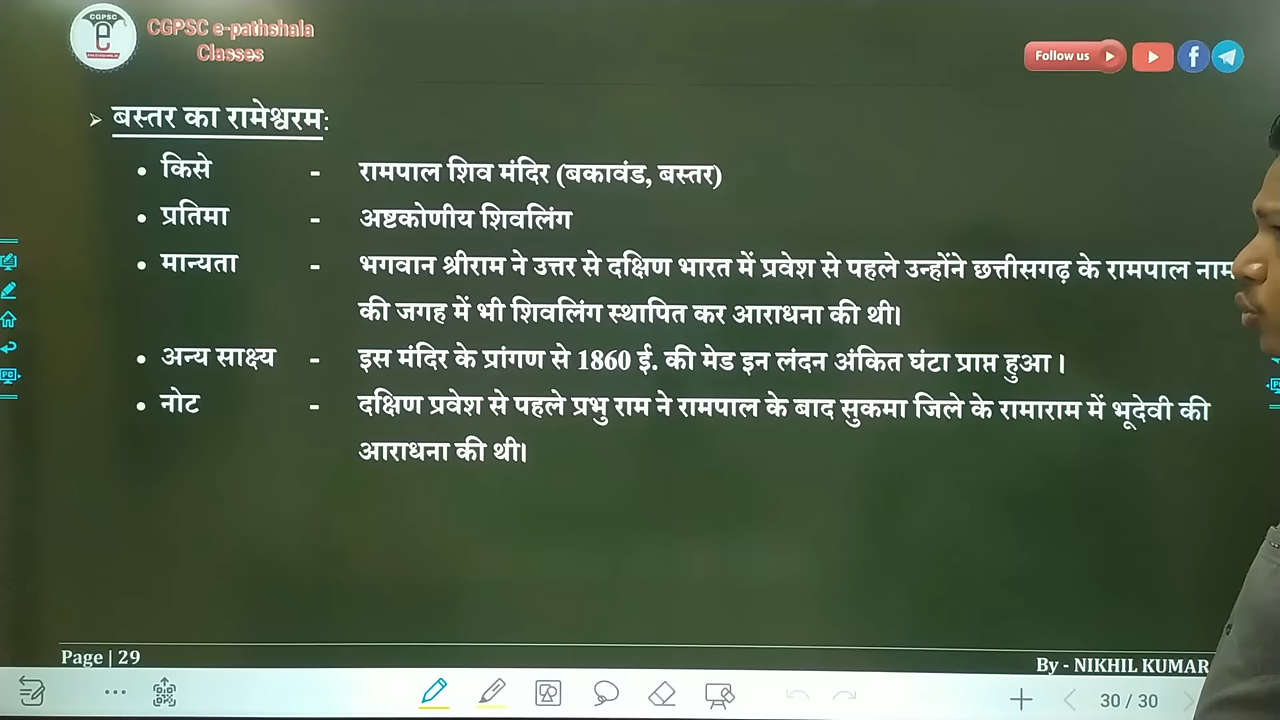 CGPSC
e
CGPSC e-pathshala
Classes
Follow us
➤ बस्तर का रामेश्वरम:
• किसे - रामपाल शिव मंदिर (बकावंड, बस्तर)
• प्रतिमा - अष्टकोणीय शिवलिंग
• मान्यता - भगवान श्रीराम ने उत्तर से दक्षिण भारत में प्रवेश से पहले उन्होंने छत्तीसगढ़ के रामपाल नाम
की जगह में भी शिवलिंग स्थापित कर आराधना की थी।
• अन्य साक्ष्य - इस मंदिर के प्रांगण से 1860 ई. की मेड इन लंदन अंकित घंटा प्राप्त हुआ।
• नोट - दक्षिण प्रवेश से पहले प्रभु राम ने रामपाल के बाद सुकमा जिले के रामाराम में भूदेवी की
आराधना की थी।
Page | 29
By - NIKHIL KUMAR
30 / 30